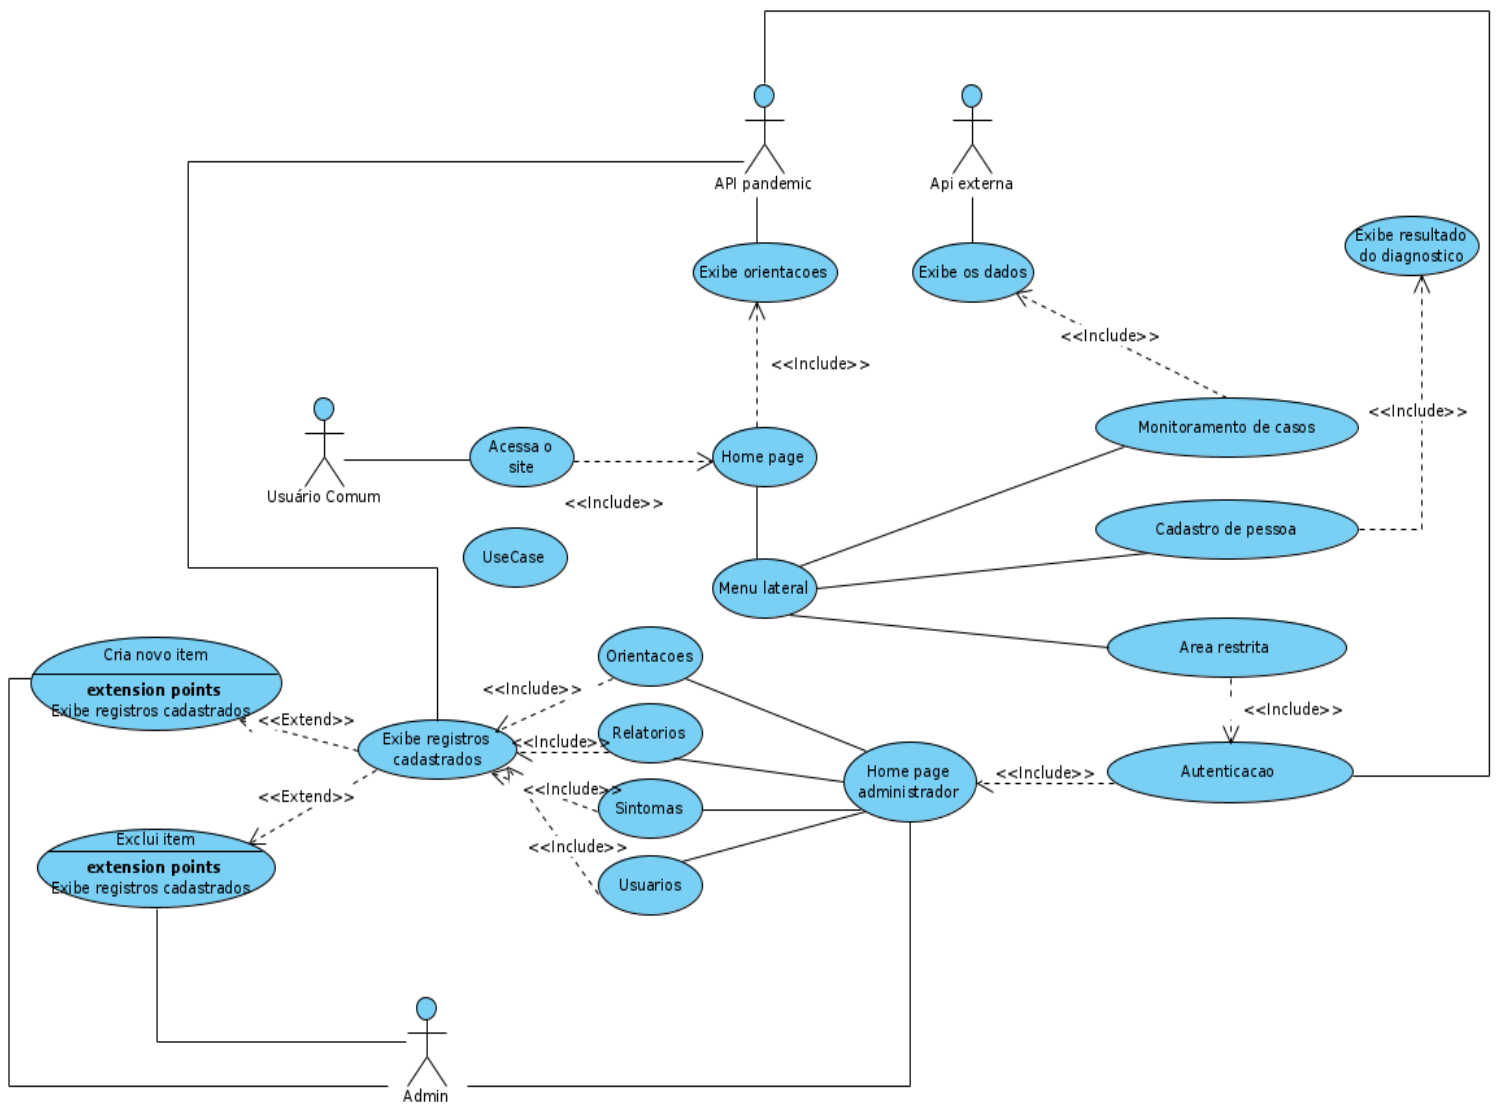 API pandemic
Api externa
Exibe resultado
do diagnostico
Exibe orientacoes
Exibe os dados
<<Include>>
<<Include>>
<<Include>>
Monitoramento de casos
Acessa o
site
Home page
Usuário Comum
<<Include>>
Cadastro de pessoa
UseCase
Menu lateral
Area restrita
Cria novo item
extension points
Exibe registros cadastrados
Orientacoes
<<Include>>
<<Include>>
<<Extend>>
Exibe registros
cadastrados
<<Include>>
Relatorios
Home page
administrador
<<Include>>
Autenticacao
<<Extend>>
<<Include>>
Sintomas
Exclui item
extension points
Exibe registros cadastrados
<<Include>>
Usuarios
Admin